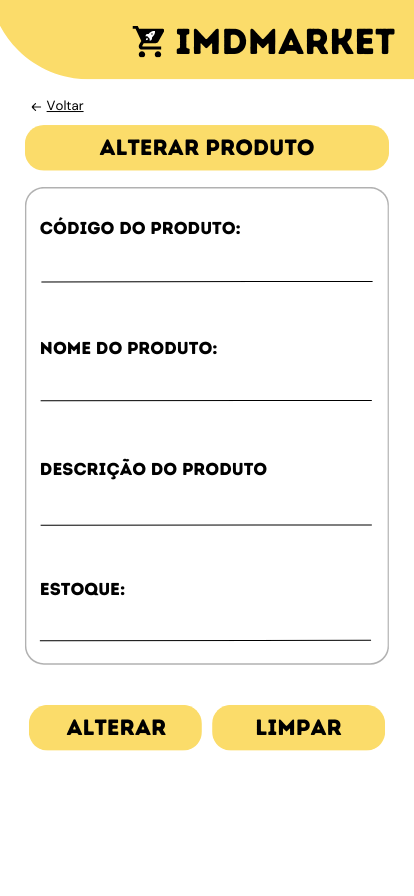 IMDMARKET
← Voltar
ALTERAR PRODUTO
CÓDIGO DO PRODUTO:
NOME DO PRODUTO:
DESCRIÇÃO DO PRODUTO
ESTOQUE:
ALTERAR LIMPAR